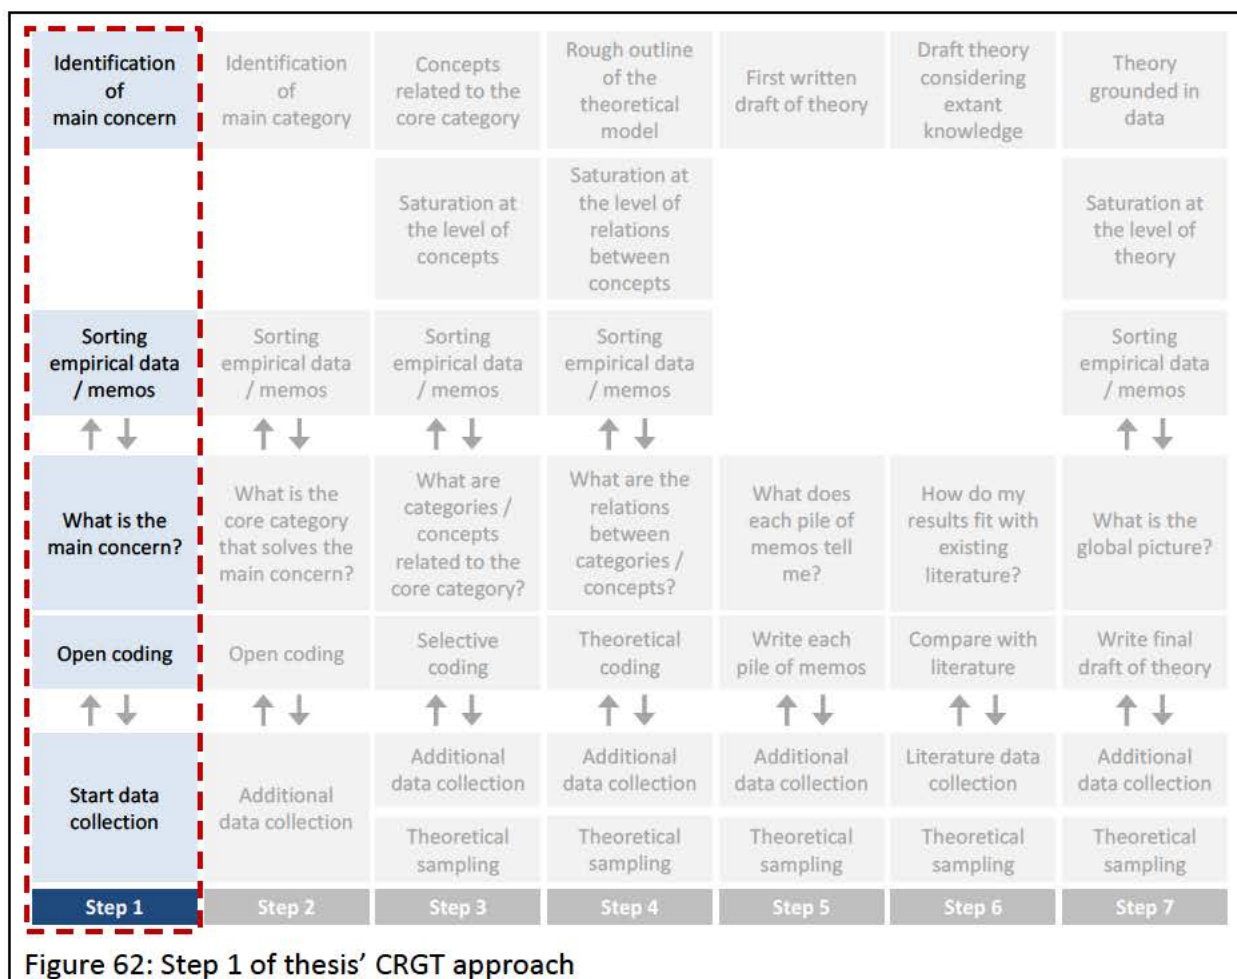 Identification
of
main concern
Identification
of
main category
Concepts
related to the
core category
Rough outline
of the
theoretical
model
First written
draft of theory
Draft theory
considering
extant
knowledge
Theory
grounded in
data
Saturation at
the level of
concepts
Saturation at
the level of
relations
between
concepts
Saturation at
the level of
theory
Sorting
empirical data
/ memos
Sorting
empirical data
/ memos
Sorting
empirical data
/ memos
Sorting
empirical data
/ memos
Sorting
empirical data
/ memos
What is the
main concern?
What is the
core category
that solves the
main concern?
What are
categories /
concepts
related to the
core category?
What are the
relations
between
categories /
concepts?
What does
each pile of
memos tell
me?
How do my
results fit with
existing
literature?
What is the
global picture?
Open coding
Open coding
Selective
coding
Theoretical
coding
Write each
pile of memos
Compare with
literature
Write final
draft of theory
Start data
collection
Additional
data collection
Additional
data collection
Additional
data collection
Additional
data collection
Literature data
collection
Additional
data collection
Theoretical
sampling
Theoretical
sampling
Theoretical
sampling
Theoretical
sampling
Theoretical
sampling
Step 1
Step 2
Step 3
Step 4
Step 5
Step 6
Step 7
Figure 62: Step 1 of thesis’ CRGT approach